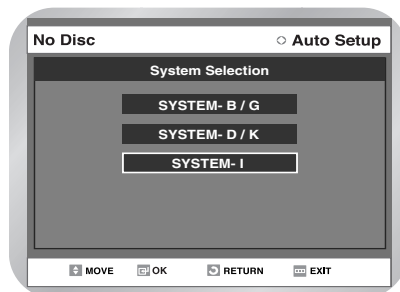 No Disc Auto Setup
System Selection
SYSTEM- B / G
SYSTEM- D / K
SYSTEM- I
MOVE OK RETURN EXIT